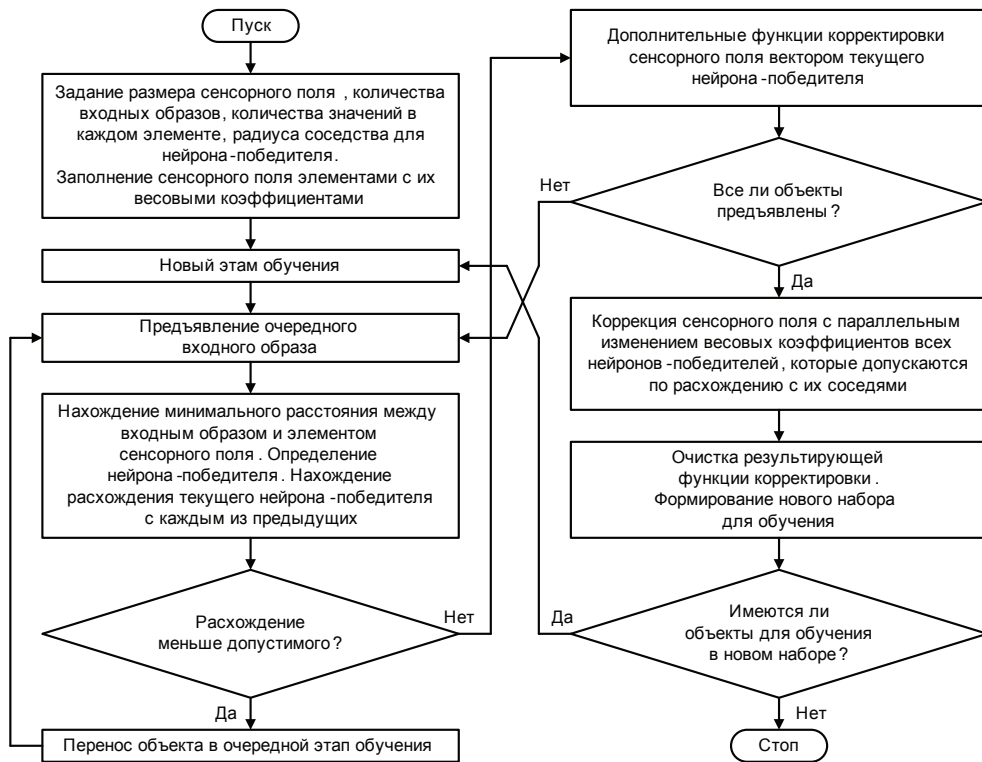 Пуск
Задание размера сенсорного поля , количества
входных образов, количества значений в
каждом элементе, радиуса соседства для
нейрона-победителя.
Заполнение сенсорного поля элементами с их
весовыми коэффициентами
Новый этам обучения
Предъявление очередного
входного образа
Нахождение минимального расстояния между
входным образом и элементом
сенсорного поля . Определение
нейрона-победителя. Нахождение
расхождения текущего нейрона-победителя
с каждым из предыдущих
Расхождение
меньше допустимого?
Нет
Да
Перенос объекта в очередной этап обучения
Дополнительные функции корректировки
сенсорного поля вектором текущего
нейрона-победителя
Нет
Все ли объекты
предъявлены?
Да
Коррекция сенсорного поля с параллельным
изменением весовых коэффициентов всех
нейронов-победителей, которые допускаются
по расхождению с их соседями
Очистка результирующей
функции корректировки .
Формирование нового набора
для обучения
Да
Имеются ли
объекты для обучения
в новом наборе?
Нет
Стоп